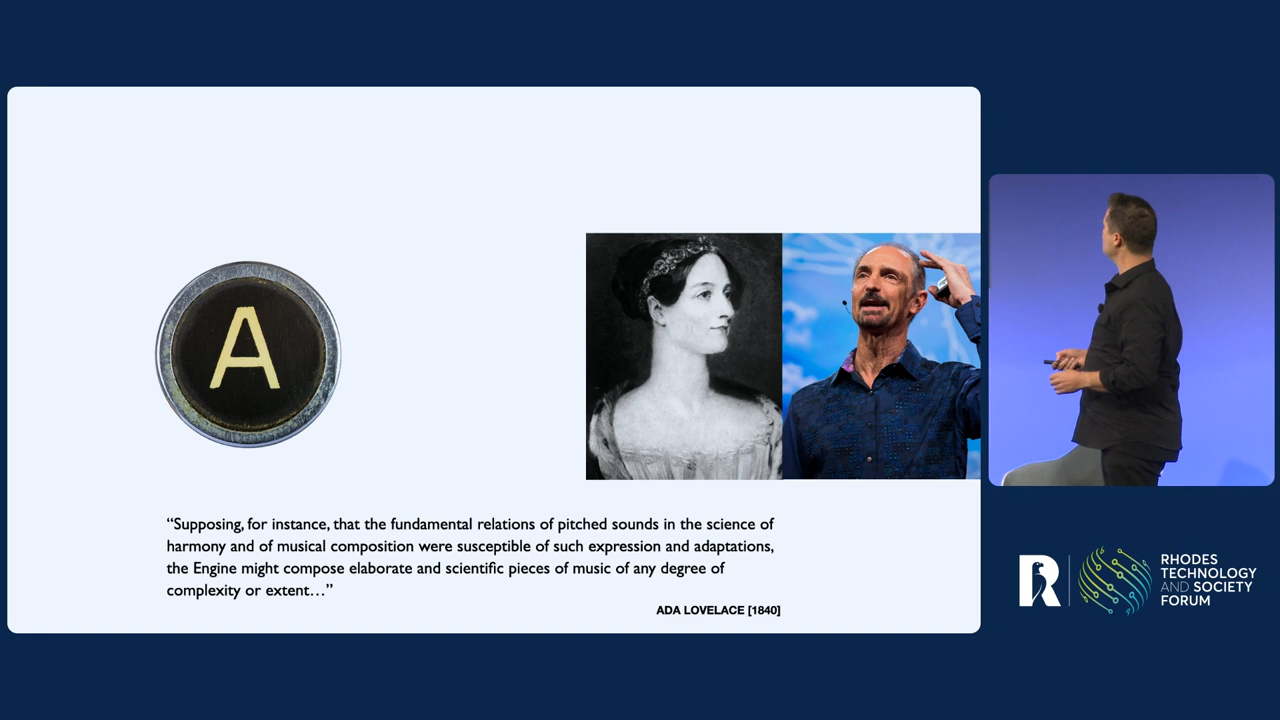 A
“Supposing, for instance, that the fundamental relations of pitched sounds in the science of
harmony and of musical composition were susceptible of such expression and adaptations,
the Engine might compose elaborate and scientific pieces of music of any degree of
complexity or extent…”
ADA LOVELACE [1840]
R
RHODES
TECHNOLOGY
AND SOCIETY
FORUM